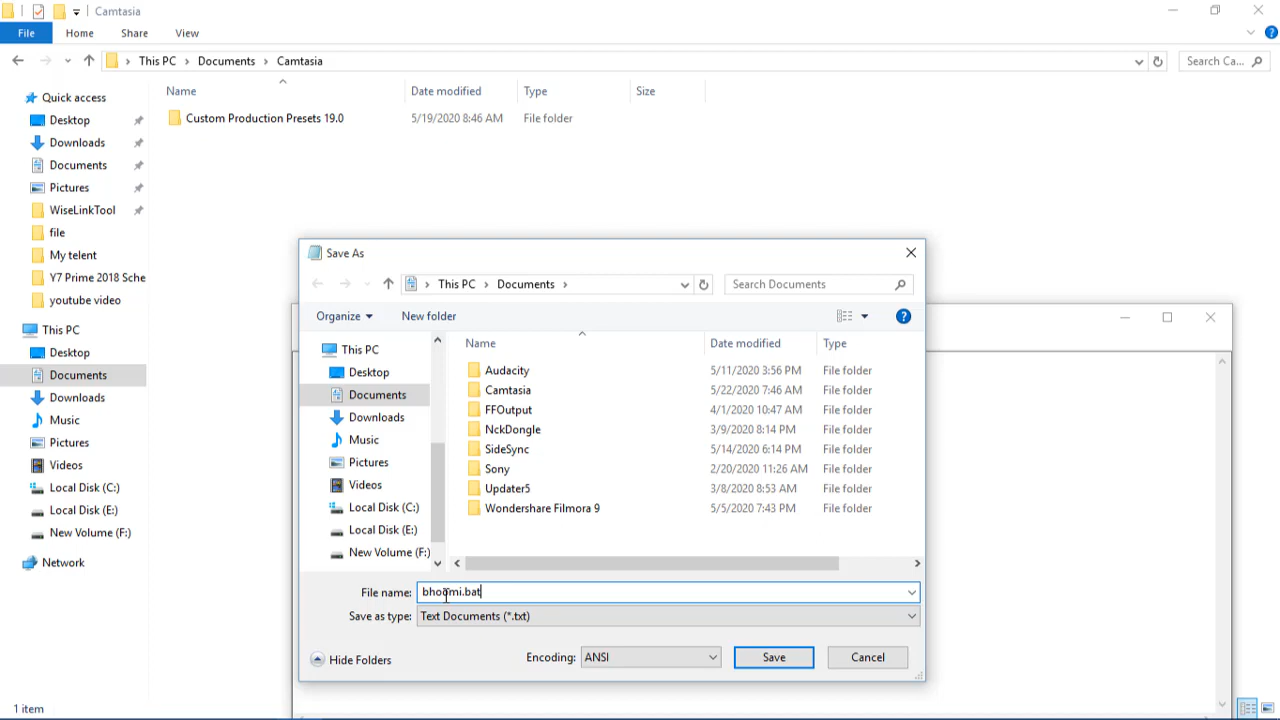 Camtasia
File Home Share View
This PC Documents Camtasia Search Ca...
Name Date modified Type Size
Custom Production Presets 19.0 5/19/2020 8:46 AM File folder
Quick access
Desktop
Downloads
Documents
Pictures
WiseLinkTool
file
My telent
Y7 Prime 2018 Sche
youtube video
This PC
Desktop
Documents
Downloads
Music
Pictures
Videos
Local Disk (C:)
Local Disk (E:)
New Volume (F:)
Network
1 item
Save As
This PC Documents Search Documents
Organize New folder
Name Date modified Type
This PC
Desktop
Documents
Downloads
Music
Pictures
Videos
Local Disk (C:)
Local Disk (E:)
New Volume (F:)
Audacity 5/11/2020 3:56 PM File folder
Camtasia 5/22/2020 7:46 AM File folder
FFOutput 4/1/2020 10:47 AM File folder
NckDongle 3/9/2020 8:14 PM File folder
SideSync 5/14/2020 6:14 PM File folder
Sony 2/20/2020 11:26 AM File folder
Updater5 3/8/2020 8:53 AM File folder
Wondershare Filmora 9 5/5/2020 7:43 PM File folder
File name: bhoomi.bat
Save as type: Text Documents (*.txt)
Hide Folders Encoding: ANSI Save Cancel